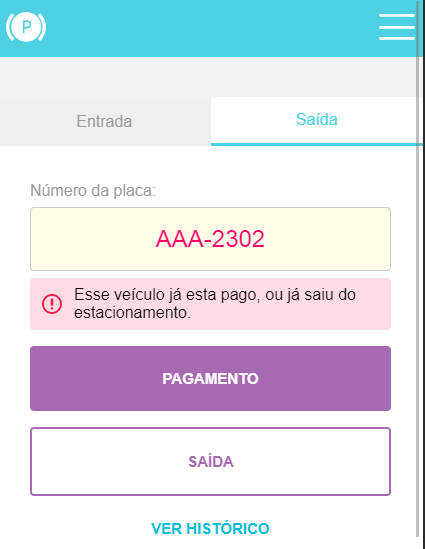 P
Entrada
Saída
Número da placa:
AAA-2302
Esse veículo já esta pago, ou já saiu do
estacionamento.
PAGAMENTO
SAÍDA
VER HISTÓRICO